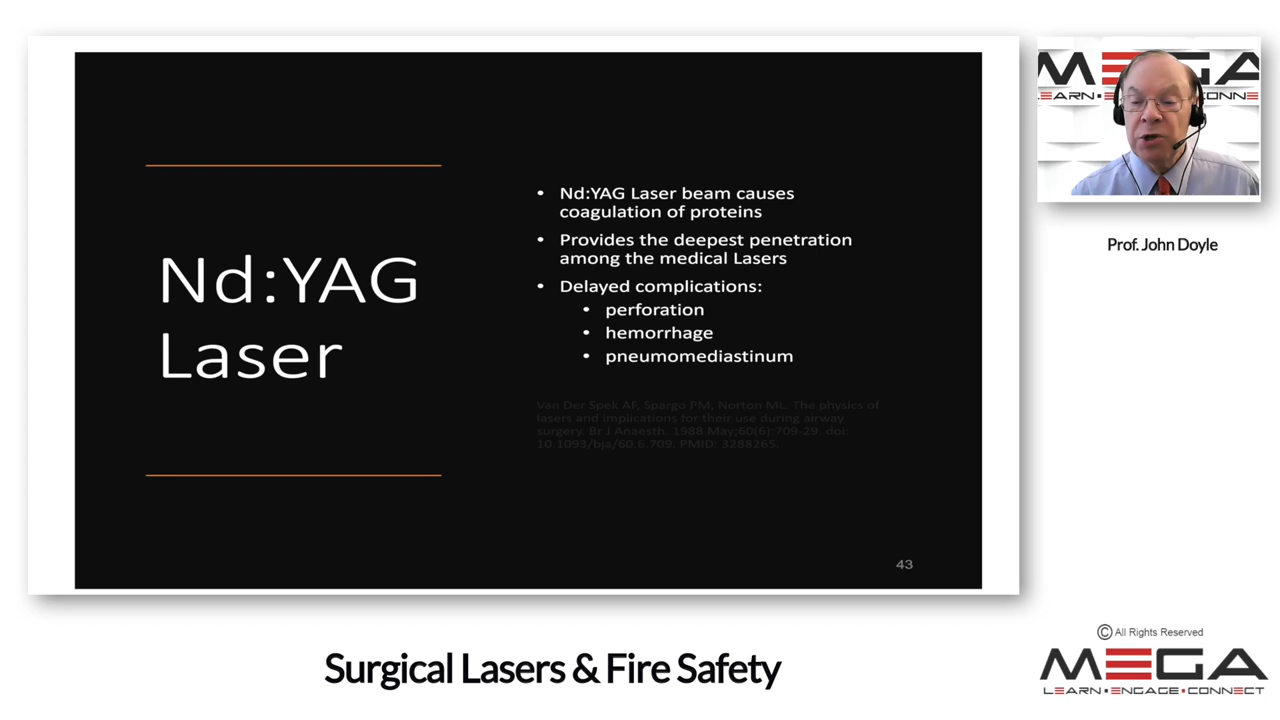 Nd:YAG
Laser
• Nd:YAG Laser beam causes
coagulation of proteins
• Provides the deepest penetration
among the medical Lasers
• Delayed complications:
• perforation
• hemorrhage
• pneumomediastinum
Van Der Spek AF, Spargo PM, Norton ML. The physics of
lasers and implications for their use during airway
surgery. Br J Anaesth. 1988 May;60(6):709-29. doi:
10.1093/bja/60.6.709. PMID: 3288265.
43
MEGA
LEARN
CONNE
Prof. John Doyle
Surgical Lasers & Fire Safety
© All Rights Reserved
MEGA
LEARN • ENGAGE • CONNECT